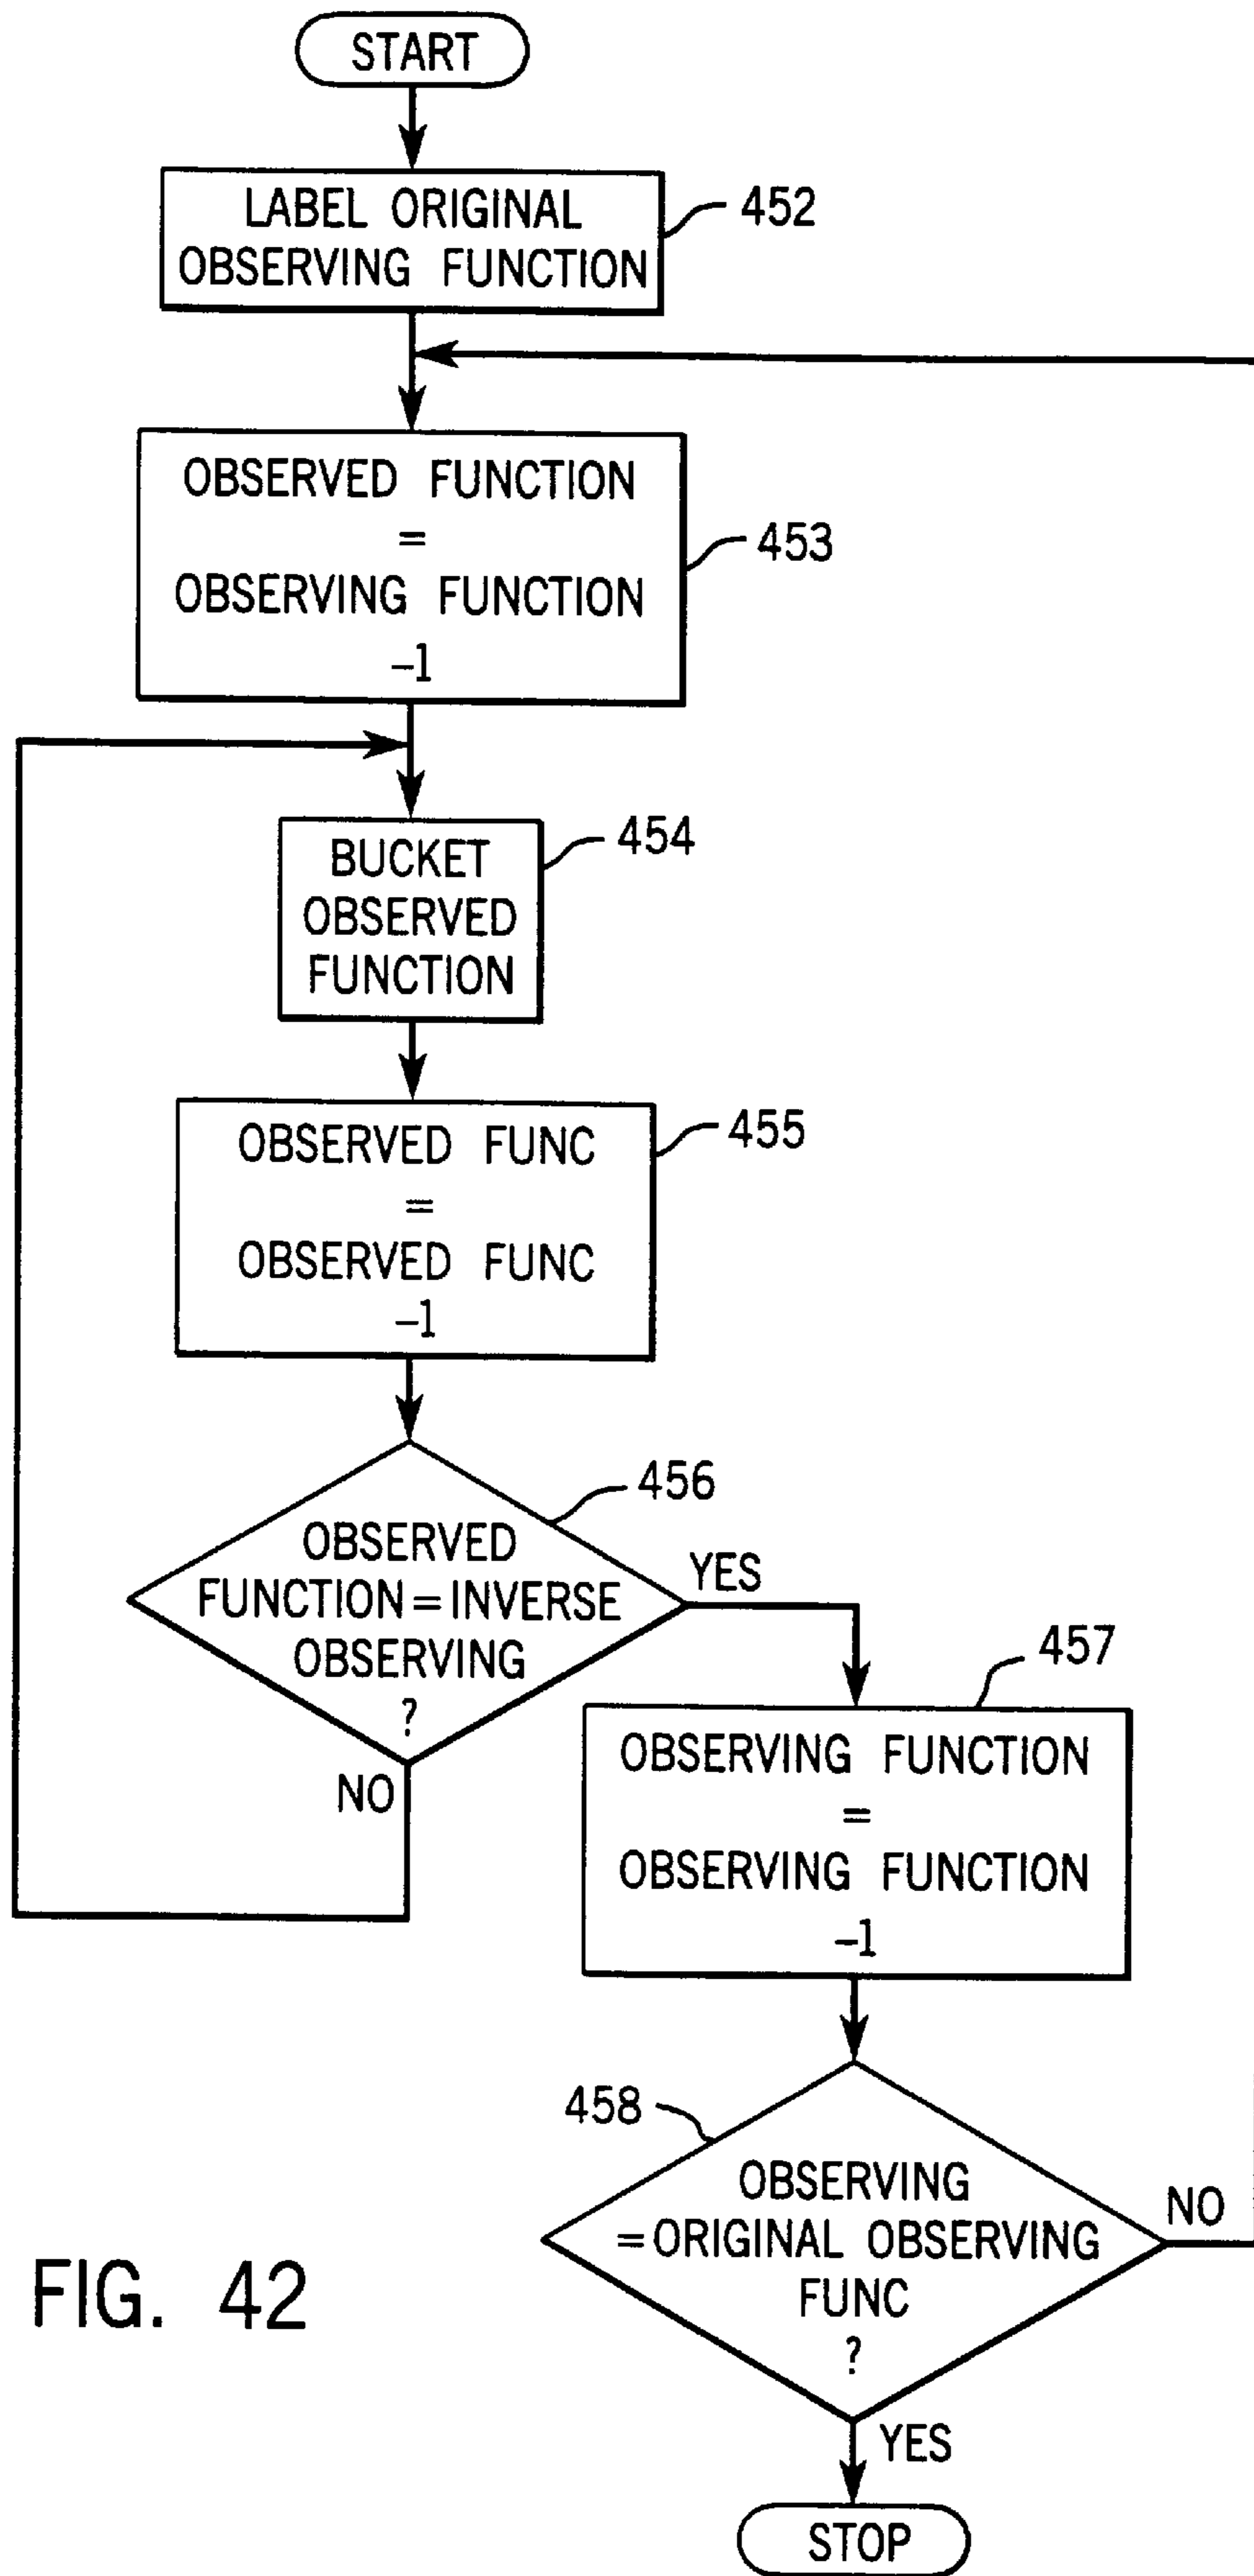 START
LABEL ORIGINAL
OBSERVING FUNCTION
452
OBSERVED FUNCTION
=
OBSERVING FUNCTION
–1
453
BUCKET
OBSERVED
FUNCTION
454
OBSERVED FUNC
=
OBSERVED FUNC
–1
455
OBSERVED
FUNCTION = INVERSE
OBSERVING
?
456
YES
NO
457
OBSERVING FUNCTION
=
OBSERVING FUNCTION
–1
458
OBSERVING
= ORIGINAL OBSERVING
FUNC
?
NO
YES
STOP
FIG. 42